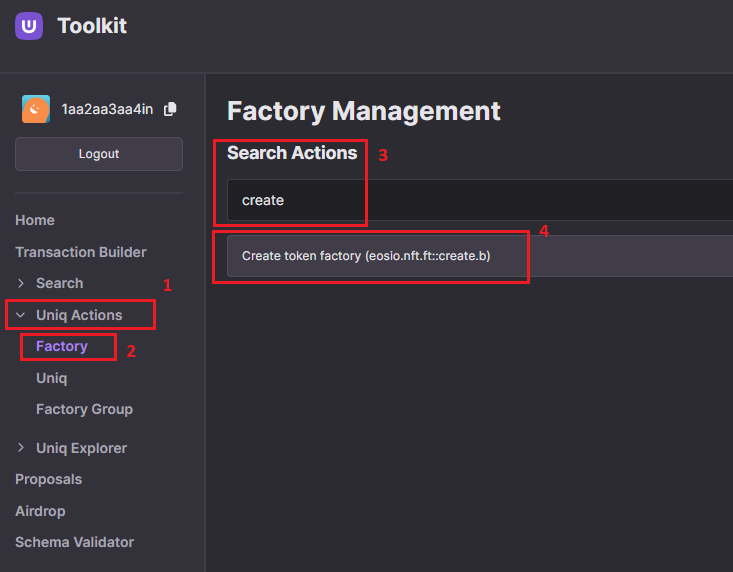 Toolkit
1aa2aa3aa4in
Logout
Home
Transaction Builder
Search
1
Uniq Actions
Factory
2
Uniq
Factory Group
Uniq Explorer
Proposals
Airdrop
Schema Validator
Factory Management
Search Actions
3
create
4
Create token factory (eosio.nft.ft::create.b)